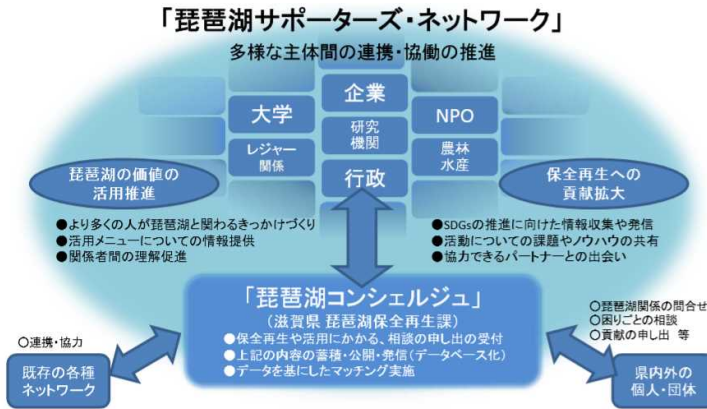 「琵琶湖サポーターズ・ネットワーク」
多様な主体間の連携・協働の推進
企業
大学
NPO
研究
機関
レジャー
関係
農林
水産
行政
琵琶湖の価値の
活用推進
保全再生への
貢献拡大
●より多くの人が琵琶湖と関わるきっかけづくり
●活用メニューについての情報提供
●関係者間の理解促進
●SDGsの推進に向けた情報収集や発信
●活動についての課題やノウハウの共有
●協力できるパートナーとの出会い
「琵琶湖コンシェルジュ」
(滋賀県 琵琶湖保全再生課)
●保全再生や活用にかかる、相談の申し出の受付
●上記の内容の蓄積・公開・発信(データベース化)
●データを基にしたマッチング実施
○連携・協力
既存の各種
ネットワーク
○琵琶湖関係の問合せ
○困りごとの相談
○貢献の申し出 等
県内外の
個人・団体